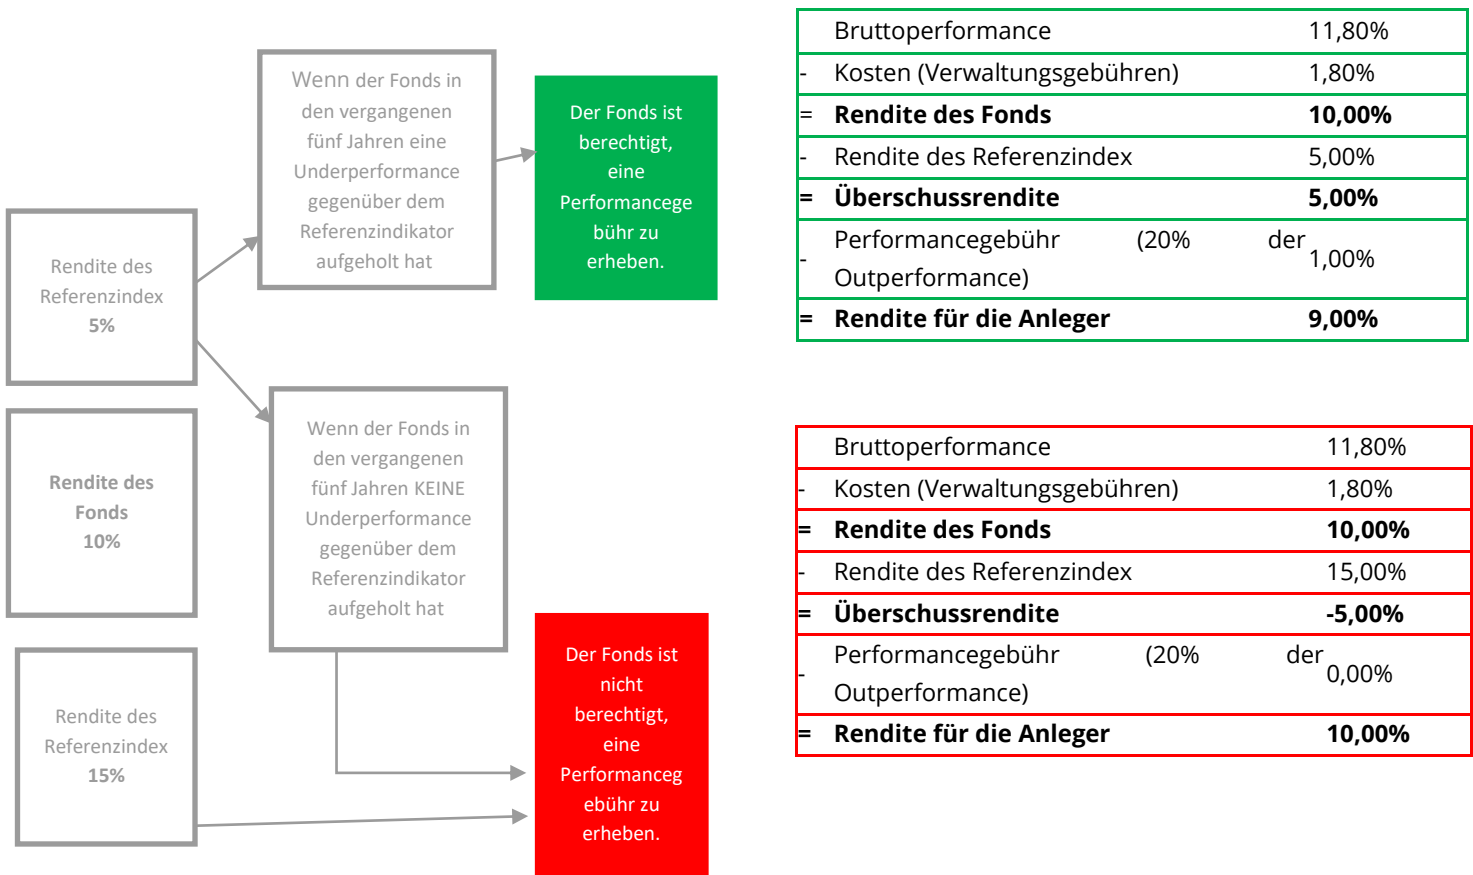 Rendite des
Referenzindex
5%
Rendite des
Fonds
10%
Rendite des
Referenzindex
15%
Wenn der Fonds in
den vergangenen
fünf Jahren eine
Underperformance
gegenüber dem
Referenzindikator
aufgeholt hat
Wenn der Fonds in
den vergangenen
fünf Jahren KEINE
Underperformance
gegenüber dem
Referenzindikator
aufgeholt hat
Der Fonds ist
berechtigt,
eine
Performancege
bühr zu
erheben.
Der Fonds ist
nicht
berechtigt,
eine
Performanceg
ebühr zu
erheben.
Bruttoperformance 11,80%
- Kosten (Verwaltungsgebühren) 1,80%
= Rendite des Fonds 10,00%
- Rendite des Referenzindex 5,00%
= Überschussrendite 5,00%
- Performancegebühr (20% der
Outperformance) 1,00%
= Rendite für die Anleger 9,00%
Bruttoperformance 11,80%
- Kosten (Verwaltungsgebühren) 1,80%
= Rendite des Fonds 10,00%
- Rendite des Referenzindex 15,00%
= Überschussrendite -5,00%
- Performancegebühr (20% der
Outperformance) 0,00%
= Rendite für die Anleger 10,00%